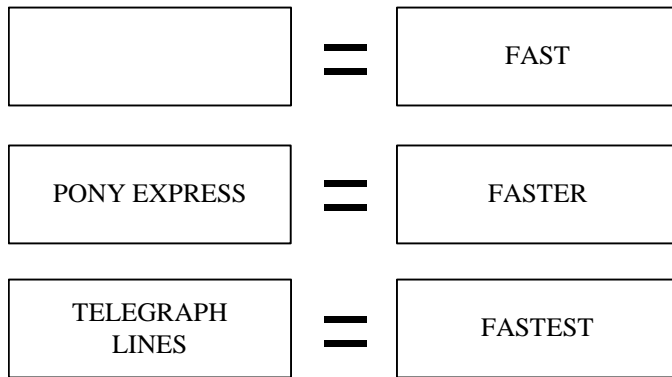 FAST
PONY EXPRESS
FASTER
TELEGRAPH
LINES
FASTEST